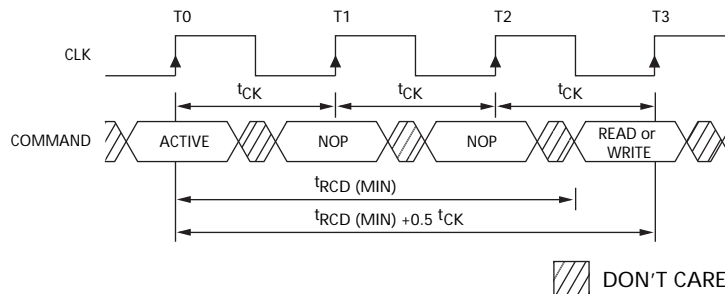 T0 T1 T2 T3
CLK
tCK tCK tCK
COMMAND ACTIVE NOP NOP READ or
WRITE
tRCD (MIN)
tRCD (MIN) +0.5 tCK
DON'T CARE